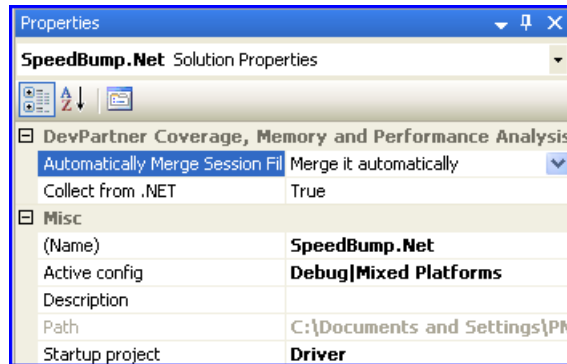 Properties
SpeedBump.Net Solution Properties
DevPartner Coverage, Memory and Performance Analysis
Automatically Merge Session Fil Merge it automatically
Collect from .NET True
Misc
(Name) SpeedBump.Net
Active config Debug|Mixed Platforms
Description
Path C:\Documents and Settings\PM
Startup project Driver